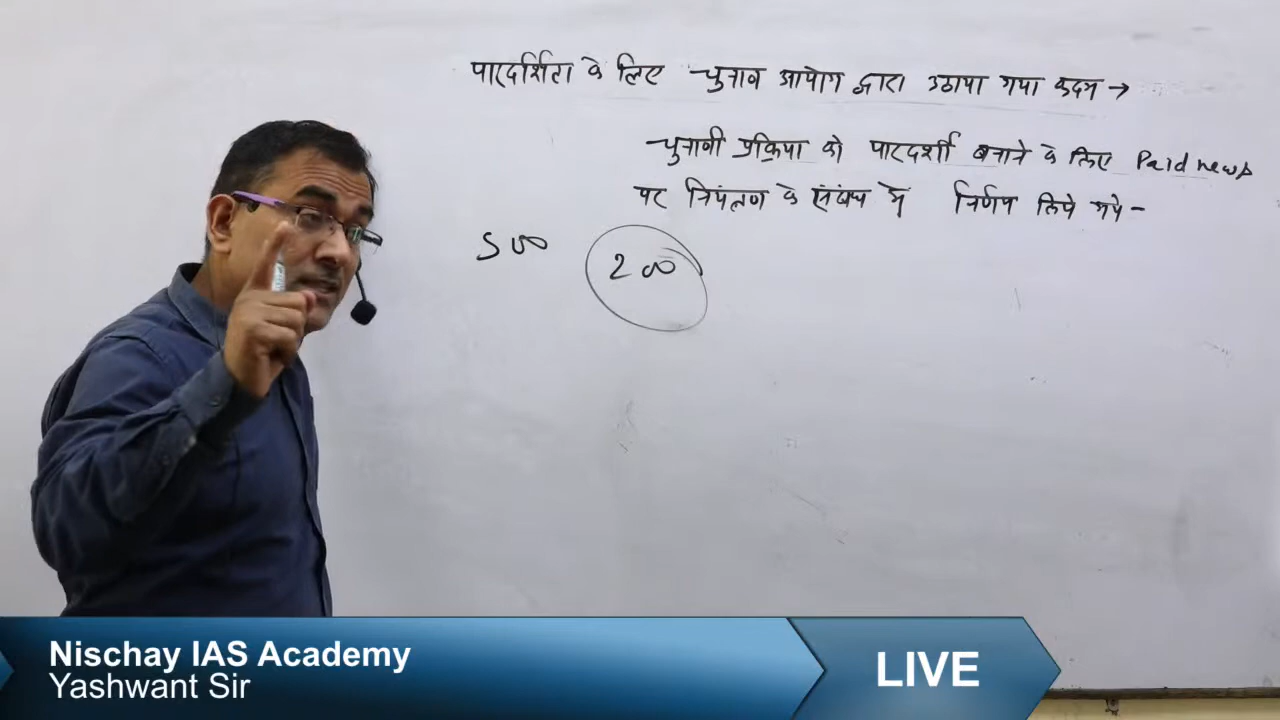 पारदर्शिता के लिए चुनाव आयोग द्वारा उठाया गया कदम →
चुनावी प्रक्रिया को पारदर्शी बनाने के लिए Paid news
पर नियंत्रण के संबंध में निर्णय लिये गये -
500 200
Nischay IAS Academy
Yashwant Sir
LIVE